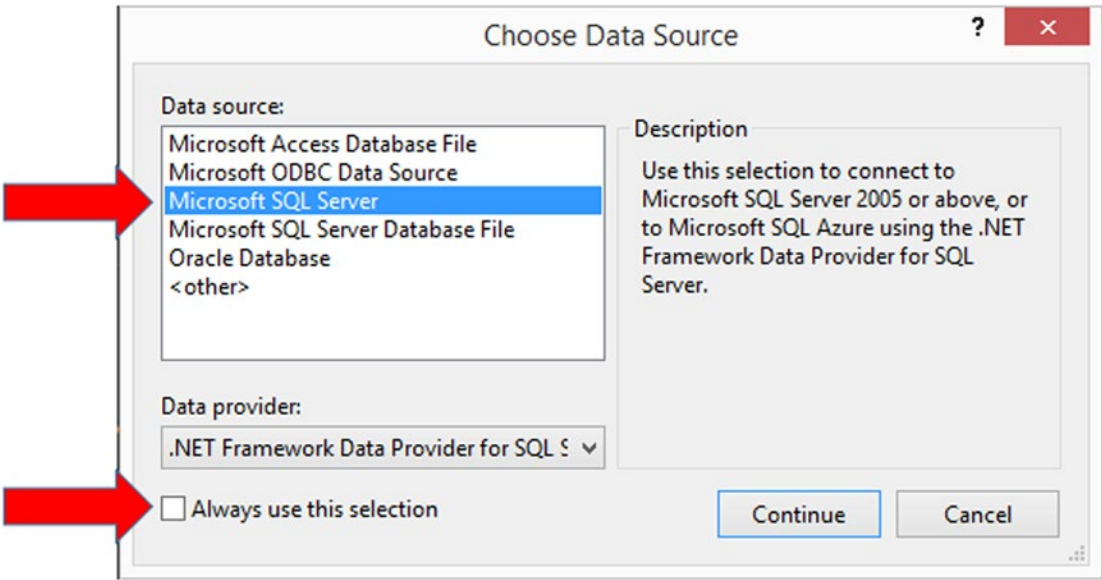 Choose Data Source
?
Data source:
Microsoft Access Database File
Microsoft ODBC Data Source
Microsoft SQL Server
Microsoft SQL Server Database File
Oracle Database
<other>
Description
Use this selection to connect to
Microsoft SQL Server 2005 or above, or
to Microsoft SQL Azure using the .NET
Framework Data Provider for SQL
Server.
Data provider:
.NET Framework Data Provider for SQL S
Always use this selection
Continue
Cancel